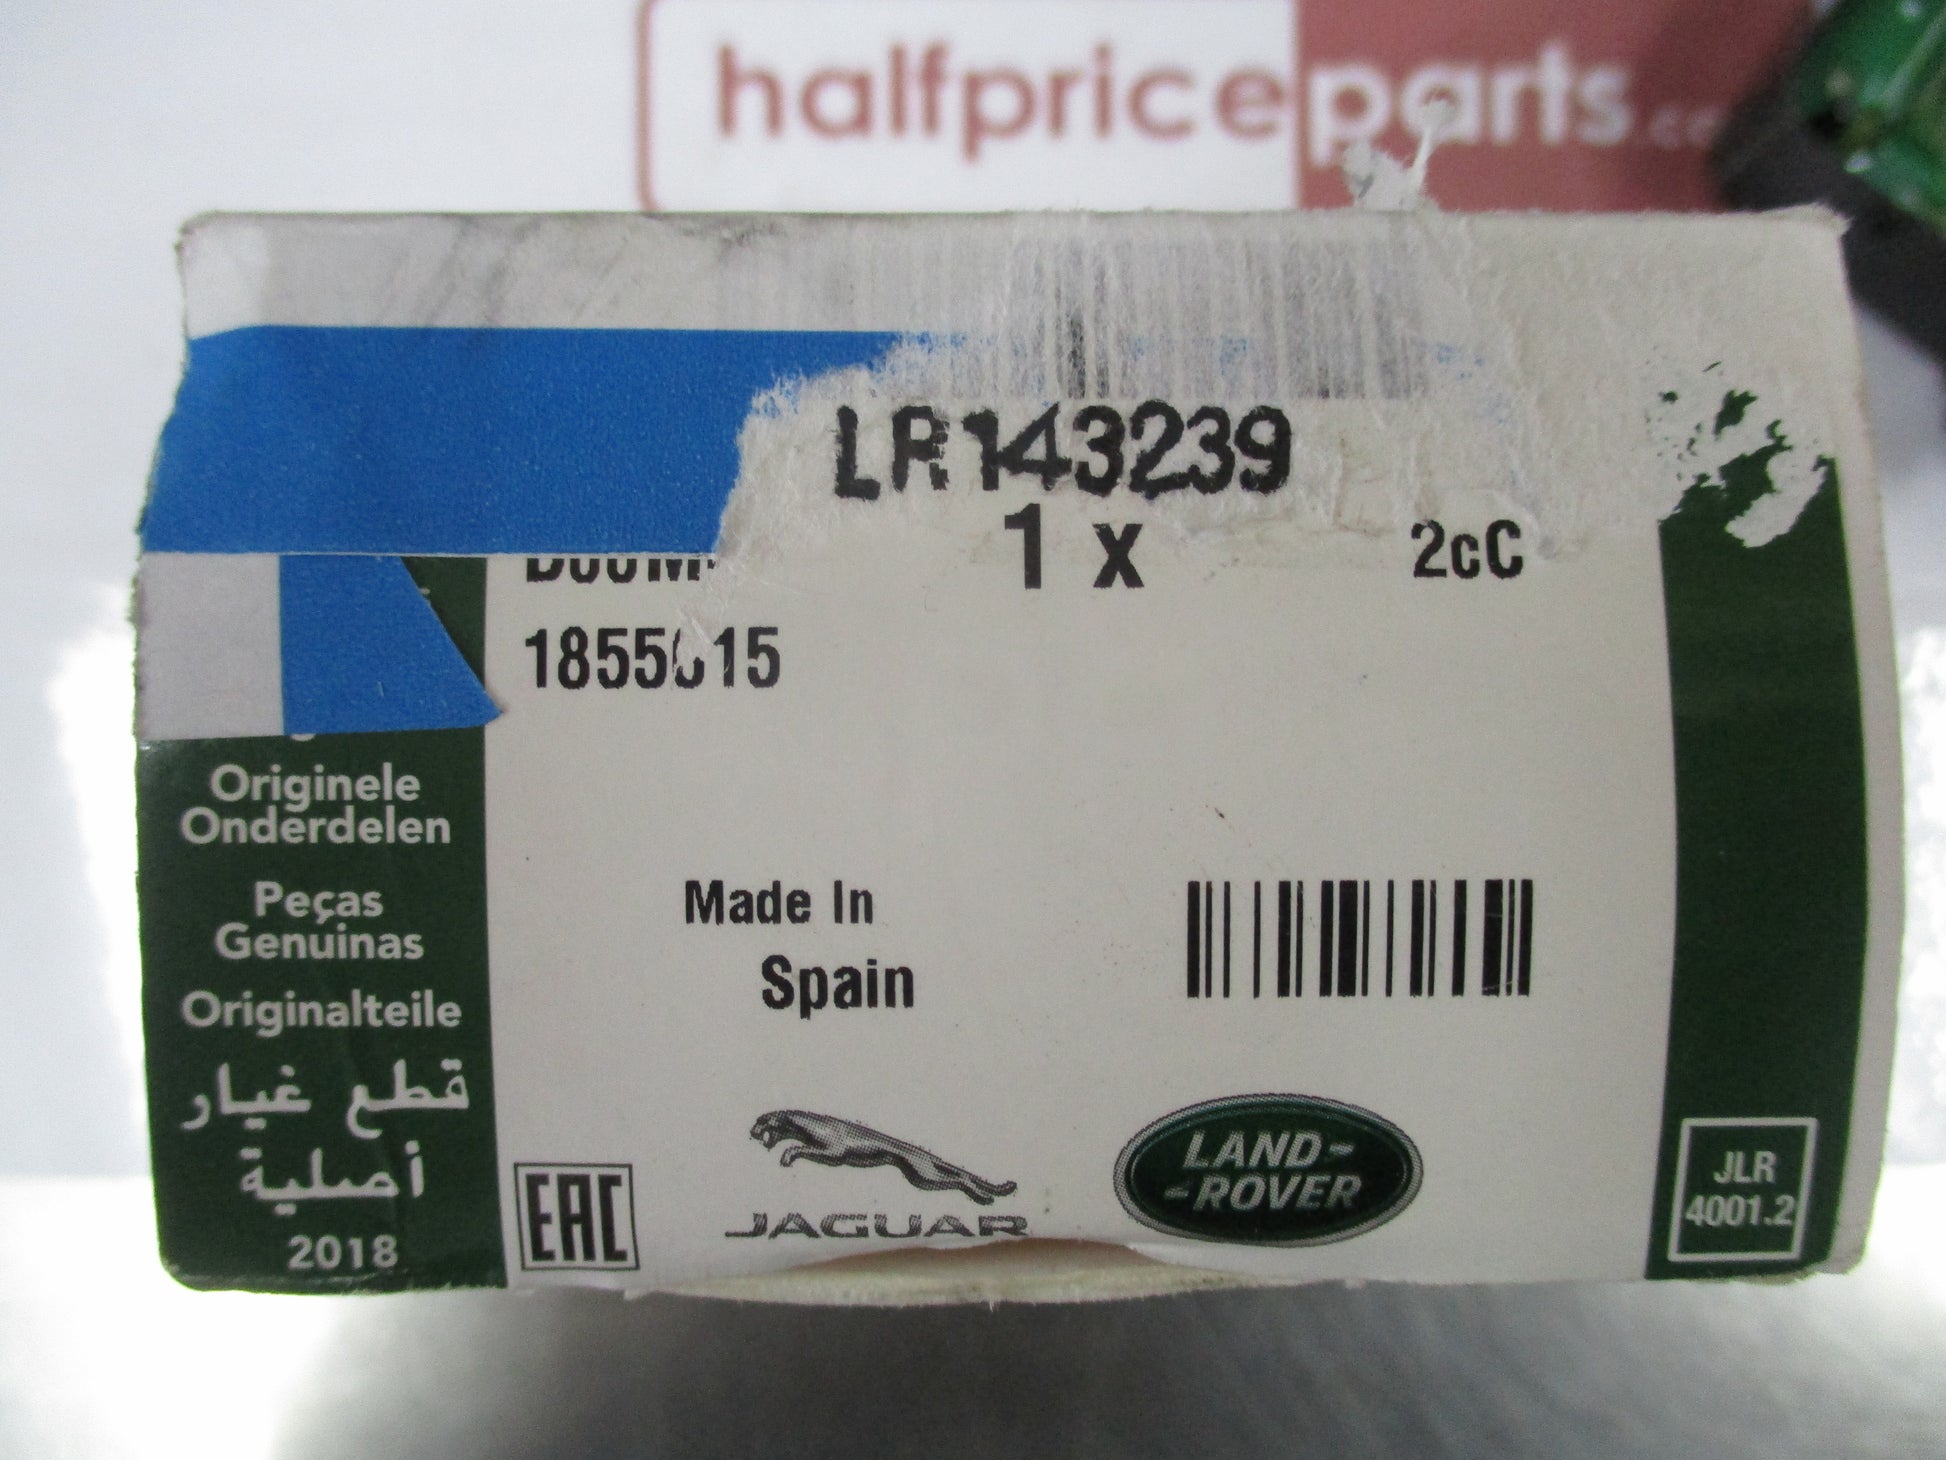 halfpriceparts
LR143239
1 x
2cC
Originele
Onderdelen
Peças
Genuinas
Originalteile
قطع غيار
أصلية
2018
Made In
Spain
EAC
JAGUAR
LAND-
-ROVER
JLR
4001.2